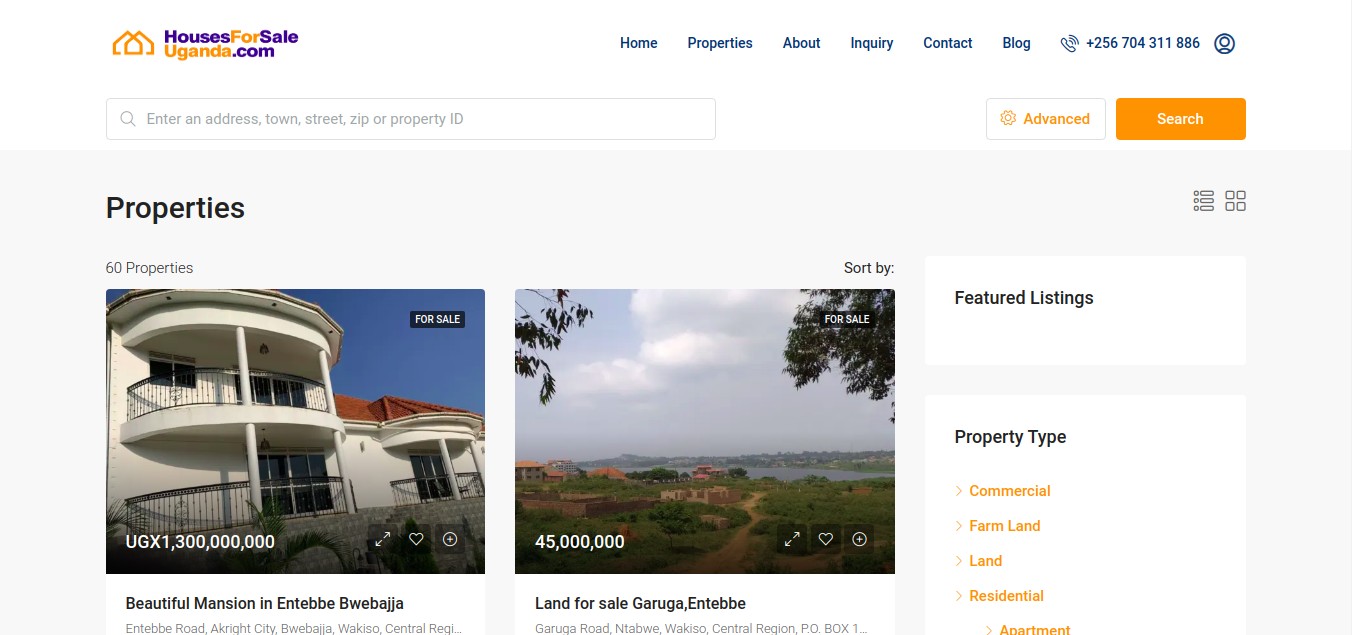 HousesForSale
Uganda.com
Home
Properties
About
Inquiry
Contact
Blog
+256 704 311 886
Enter an address, town, street, zip or property ID
Advanced
Search
Properties
60 Properties
Sort by:
FOR SALE
UGX1,300,000,000
Beautiful Mansion in Entebbe Bwebajja
Entebbe Road, Akright City, Bwebajja, Wakiso, Central Regi...
FOR SALE
45,000,000
Land for sale Garuga,Entebbe
Garuga Road, Ntabwe, Wakiso, Central Region, P.O. BOX 1...
Featured Listings
Property Type
Commercial
Farm Land
Land
Residential
Apartment